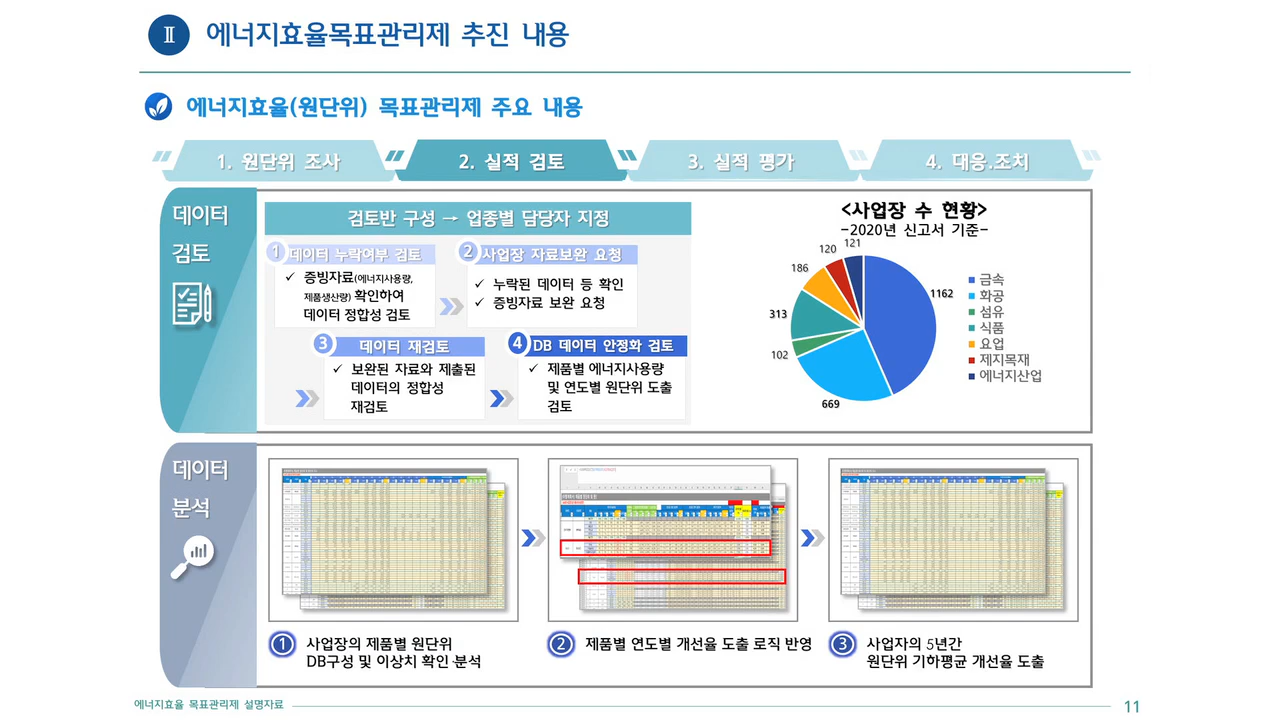 Ⅱ 에너지효율목표관리제 추진 내용
에너지효율(원단위) 목표관리제 주요 내용
1. 원단위 조사
2. 실적 검토
3. 실적 평가
4. 대응.조치
데이터
검토
검토반 구성 → 업종별 담당자 지정
1 데이터 누락여부 검토
✓ 증빙자료(에너지사용량,
제품생산량) 확인하여
데이터 정합성 검토
2 사업장 자료보완 요청
✓ 누락된 데이터 등 확인
✓ 증빙자료 보완 요청
3 데이터 재검토
✓ 보완된 자료와 제출된
데이터의 정합성
재검토
4 DB 데이터 안정화 검토
✓ 제품별 에너지사용량
및 연도별 원단위 도출
검토
<사업장 수 현황>
-2020년 신고서 기준-
120
121
186
1162
313
102
669
금속
화공
섬유
식품
요업
제지목재
에너지산업
데이터
분석
1 사업장의 제품별 원단위
DB구성 및 이상치 확인 분석
2 제품별 연도별 개선율 도출 로직 반영
3 사업자의 5년간
원단위 기하평균 개선율 도출
에너지효율 목표관리제 설명자료
11